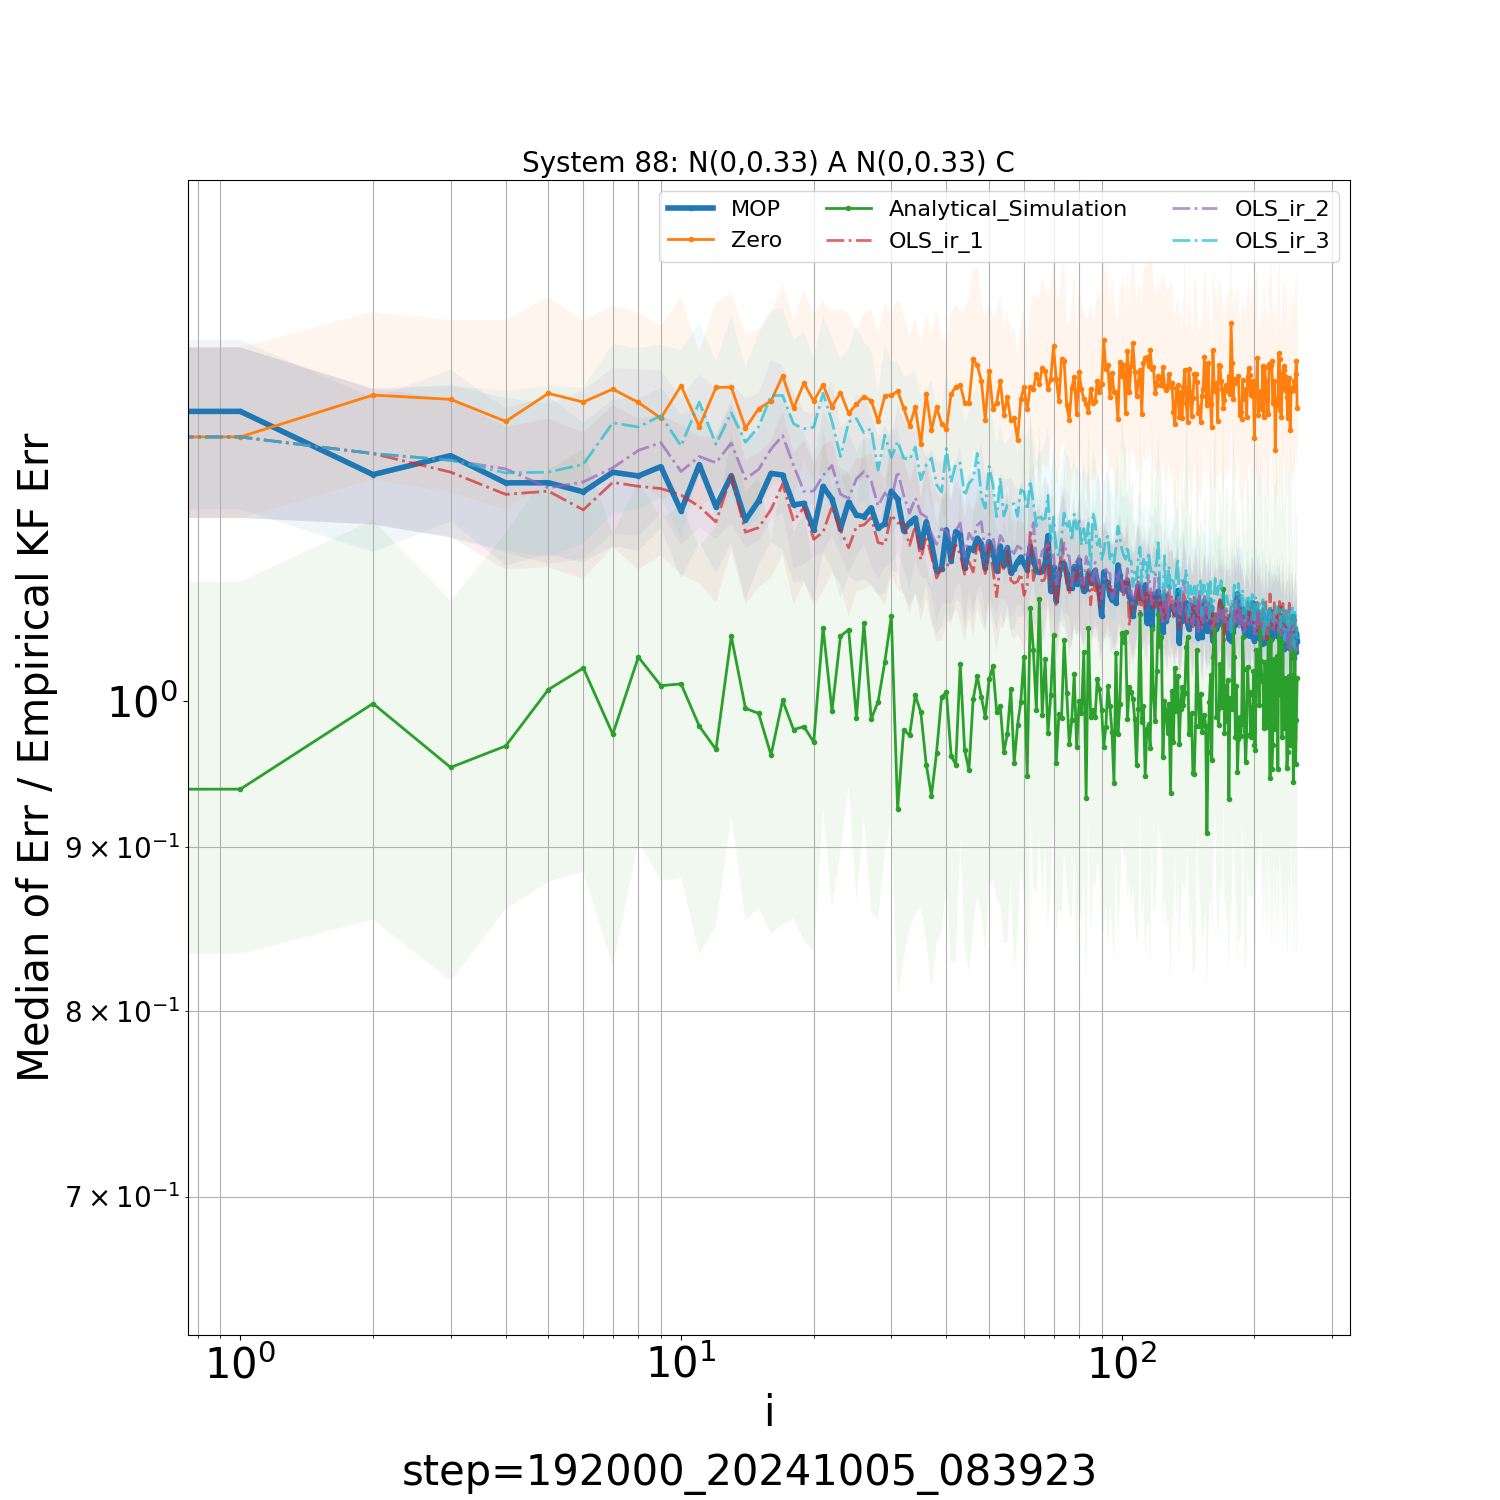 System 88: N(0,0.33) A N(0,0.33) C
MOP
Zero
Analytical_Simulation
OLS_ir_1
OLS_ir_2
OLS_ir_3
Median of Err / Empirical KF Err
10⁰
9 × 10⁻¹
8 × 10⁻¹
7 × 10⁻¹
10⁰ 10¹ 10²
i
step=192000_20241005_083923